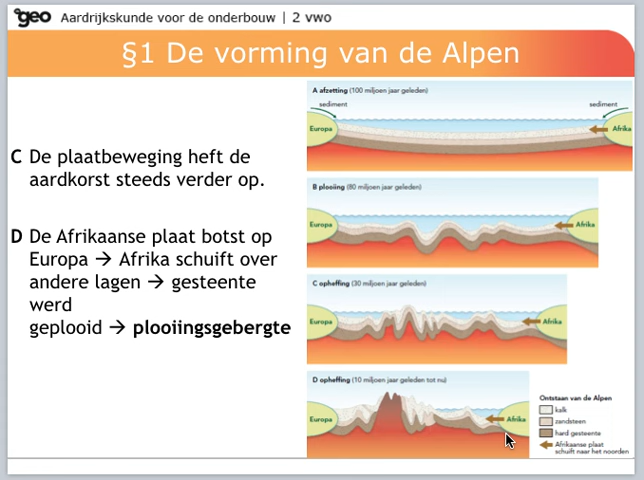 geo Aardrijkskunde voor de onderbouw | 2 vwo
§1 De vorming van de Alpen
C De plaatbeweging heft de
aardkorst steeds verder op.
D De Afrikaanse plaat botst op
Europa → Afrika schuift over
andere lagen → gesteente
werd
geplooid → plooiingsgebergte
A afzetting (100 miljoen jaar geleden)
sediment sediment
Europa Afrika
B plooiing (80 miljoen jaar geleden)
Europa Afrika
C opheffing (30 miljoen jaar geleden)
Europa Afrika
D opheffing (10 miljoen jaar geleden tot nu)
Europa Afrika
Ontstaan van de Alpen
kalk
zandsteen
hard gesteente
Afrikaanse plaat
schuift naar het noorden